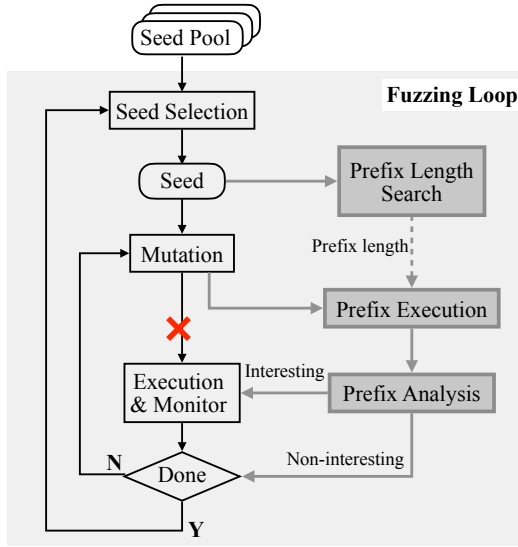 Seed Pool
Fuzzing Loop
Seed Selection
Seed
Prefix Length
Search
Prefix length
Mutation
Prefix Execution
Interesting
Execution
& Monitor
Prefix Analysis
Non-interesting
N
Done
Y